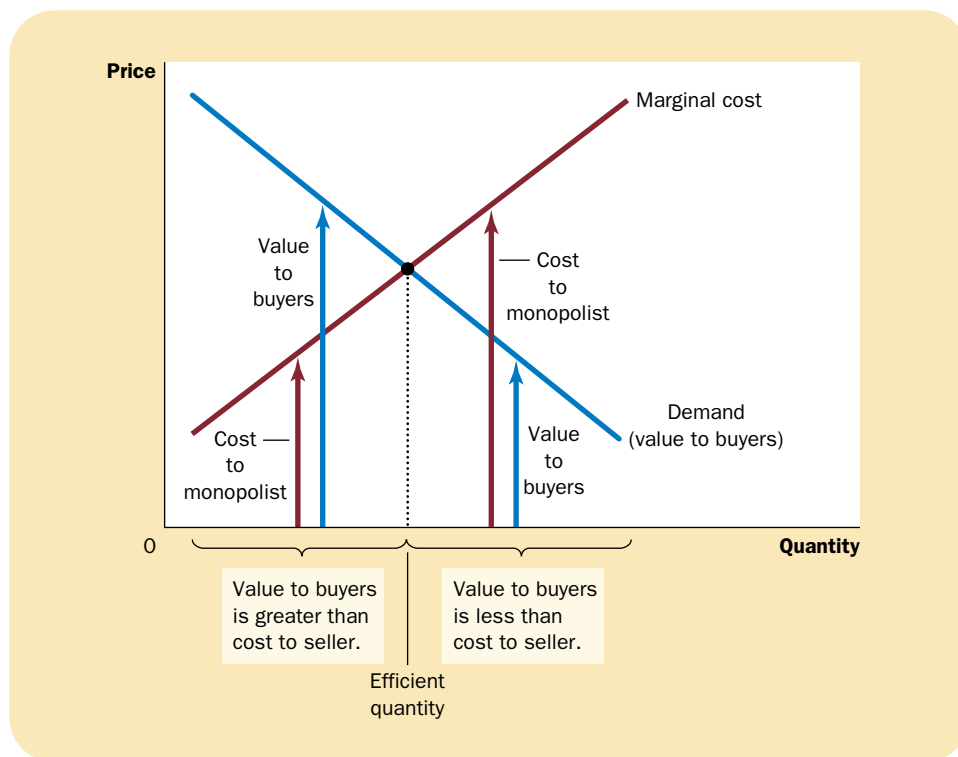 Price
Marginal cost
Value
to
buyers
Cost
to
monopolist
Demand
(value to buyers)
Cost
to
monopolist
Value
to
buyers
0
Quantity
Value to buyers
is greater than
cost to seller.
Value to buyers
is less than
cost to seller.
Efficient
quantity